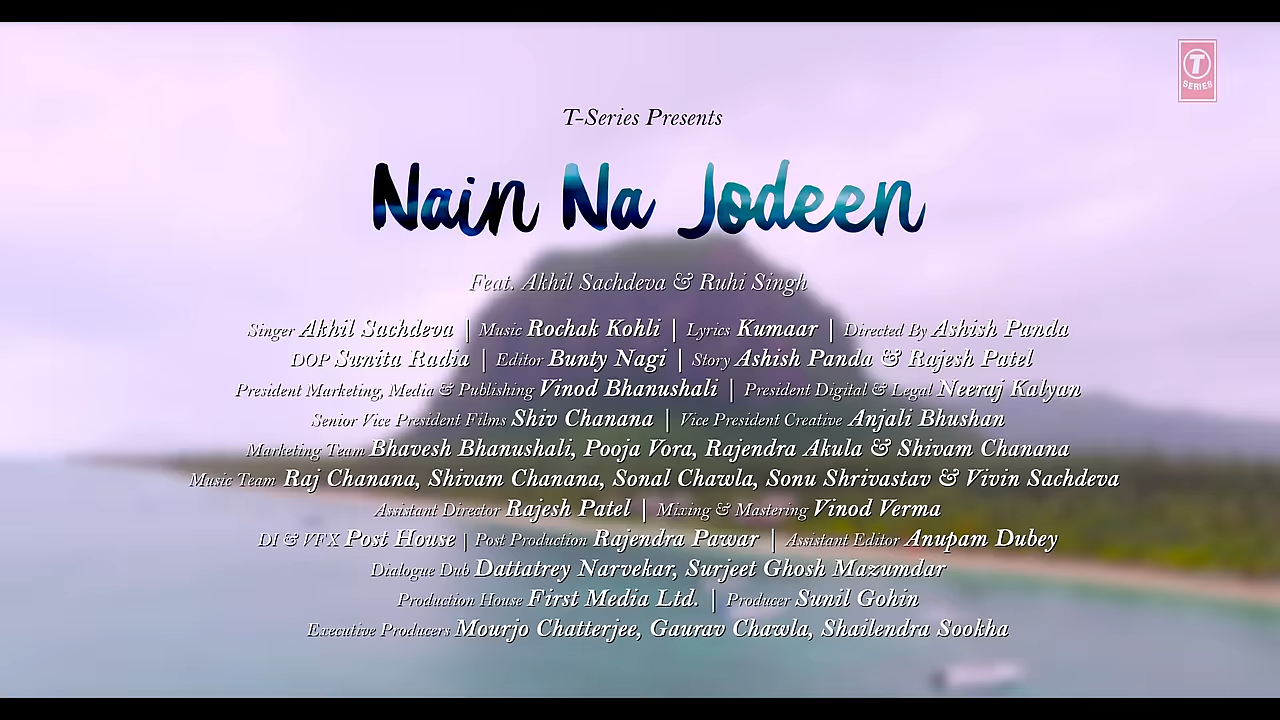 T
SERIES
T-Series Presents
Nain Na Jodeen
Feat. Akhil Sachdeva & Ruhi Singh
Singer Akhil Sachdeva | Music Rochak Kohli | Lyrics Kumaar | Directed By Ashish Panda
DOP Sunita Radia | Editor Bunty Nagi | Story Ashish Panda & Rajesh Patel
President Marketing, Media & Publishing Vinod Bhanushali | President Digital & Legal Neeraj Kalyan
Senior Vice President Films Shiv Chanana | Vice President Creative Anjali Bhushan
Marketing Team Bhavesh Bhanushali, Pooja Vora, Rajendra Akula & Shivam Chanana
Music Team Raj Chanana, Shivam Chanana, Sonal Chawla, Sonu Shrivastav & Vivin Sachdeva
Assistant Director Rajesh Patel | Mixing & Mastering Vinod Verma
DI & VFX Post House | Post Production Rajendra Pawar | Assistant Editor Anupam Dubey
Dialogue Dub Dattatrey Narvekar, Surjeet Ghosh Mazumdar
Production House First Media Ltd. | Producer Sunil Gohin
Executive Producers Mourjo Chatterjee, Gaurav Chawla, Shailendra Sookha